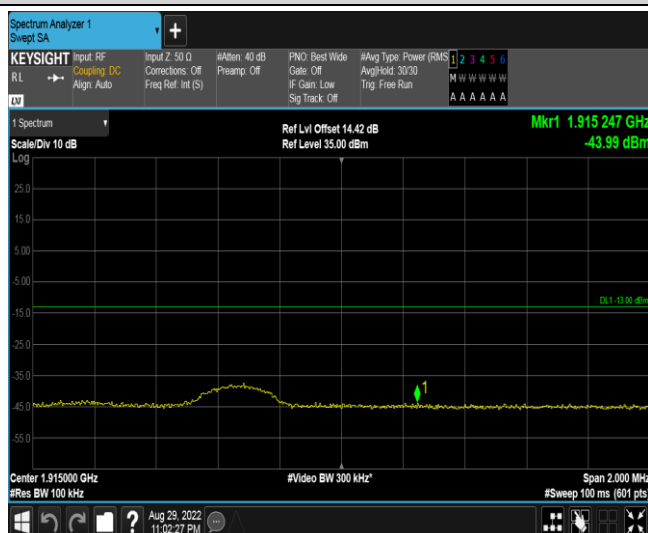 Spectrum Analyzer 1
Swept SA
+
KEYSIGHT
RL
Input: RF
Coupling: DC
Align: Auto
Input Z: 50 Ω
Corrections: Off
Freq Ref: Int (S)
#Atten: 40 dB
Preamp: Off
PNO: Best Wide
Gate: Off
IF Gain: Low
Sig Track: Off
#Avg Type: Power (RMS
Avg|Hold: 30/30
Trig: Free Run
1 2 3 4 5 6
M W W W W W
A A A A A A
LXI
1 Spectrum
Scale/Div 10 dB
Log
Ref Lvl Offset 14.42 dB
Ref Level 35.00 dBm
Mkr1 1.915 247 GHz
-43.99 dBm
25.0
15.0
5.00
-5.00
DL1 -13.00 dBm
-15.0
-25.0
-35.0
1
-45.0
-55.0
Center 1.915000 GHz
#Res BW 100 kHz
#Video BW 300 kHz*
Span 2.000 MHz
#Sweep 100 ms (601 pts)
?
Aug 29, 2022
11:02:27 PM